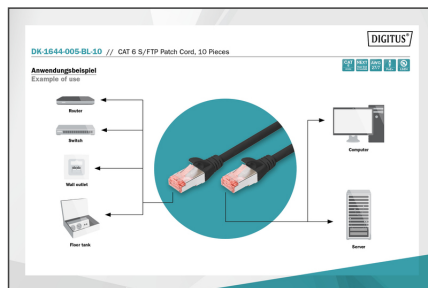 DIGITUS®
DK-1644-005-BL-10 // CAT 6 S/FTP Patch Cord, 10 Pieces
Anwendungsbeispiel
Example of use
Router
Switch
Wall outlet
Floor tank
Computer
Server